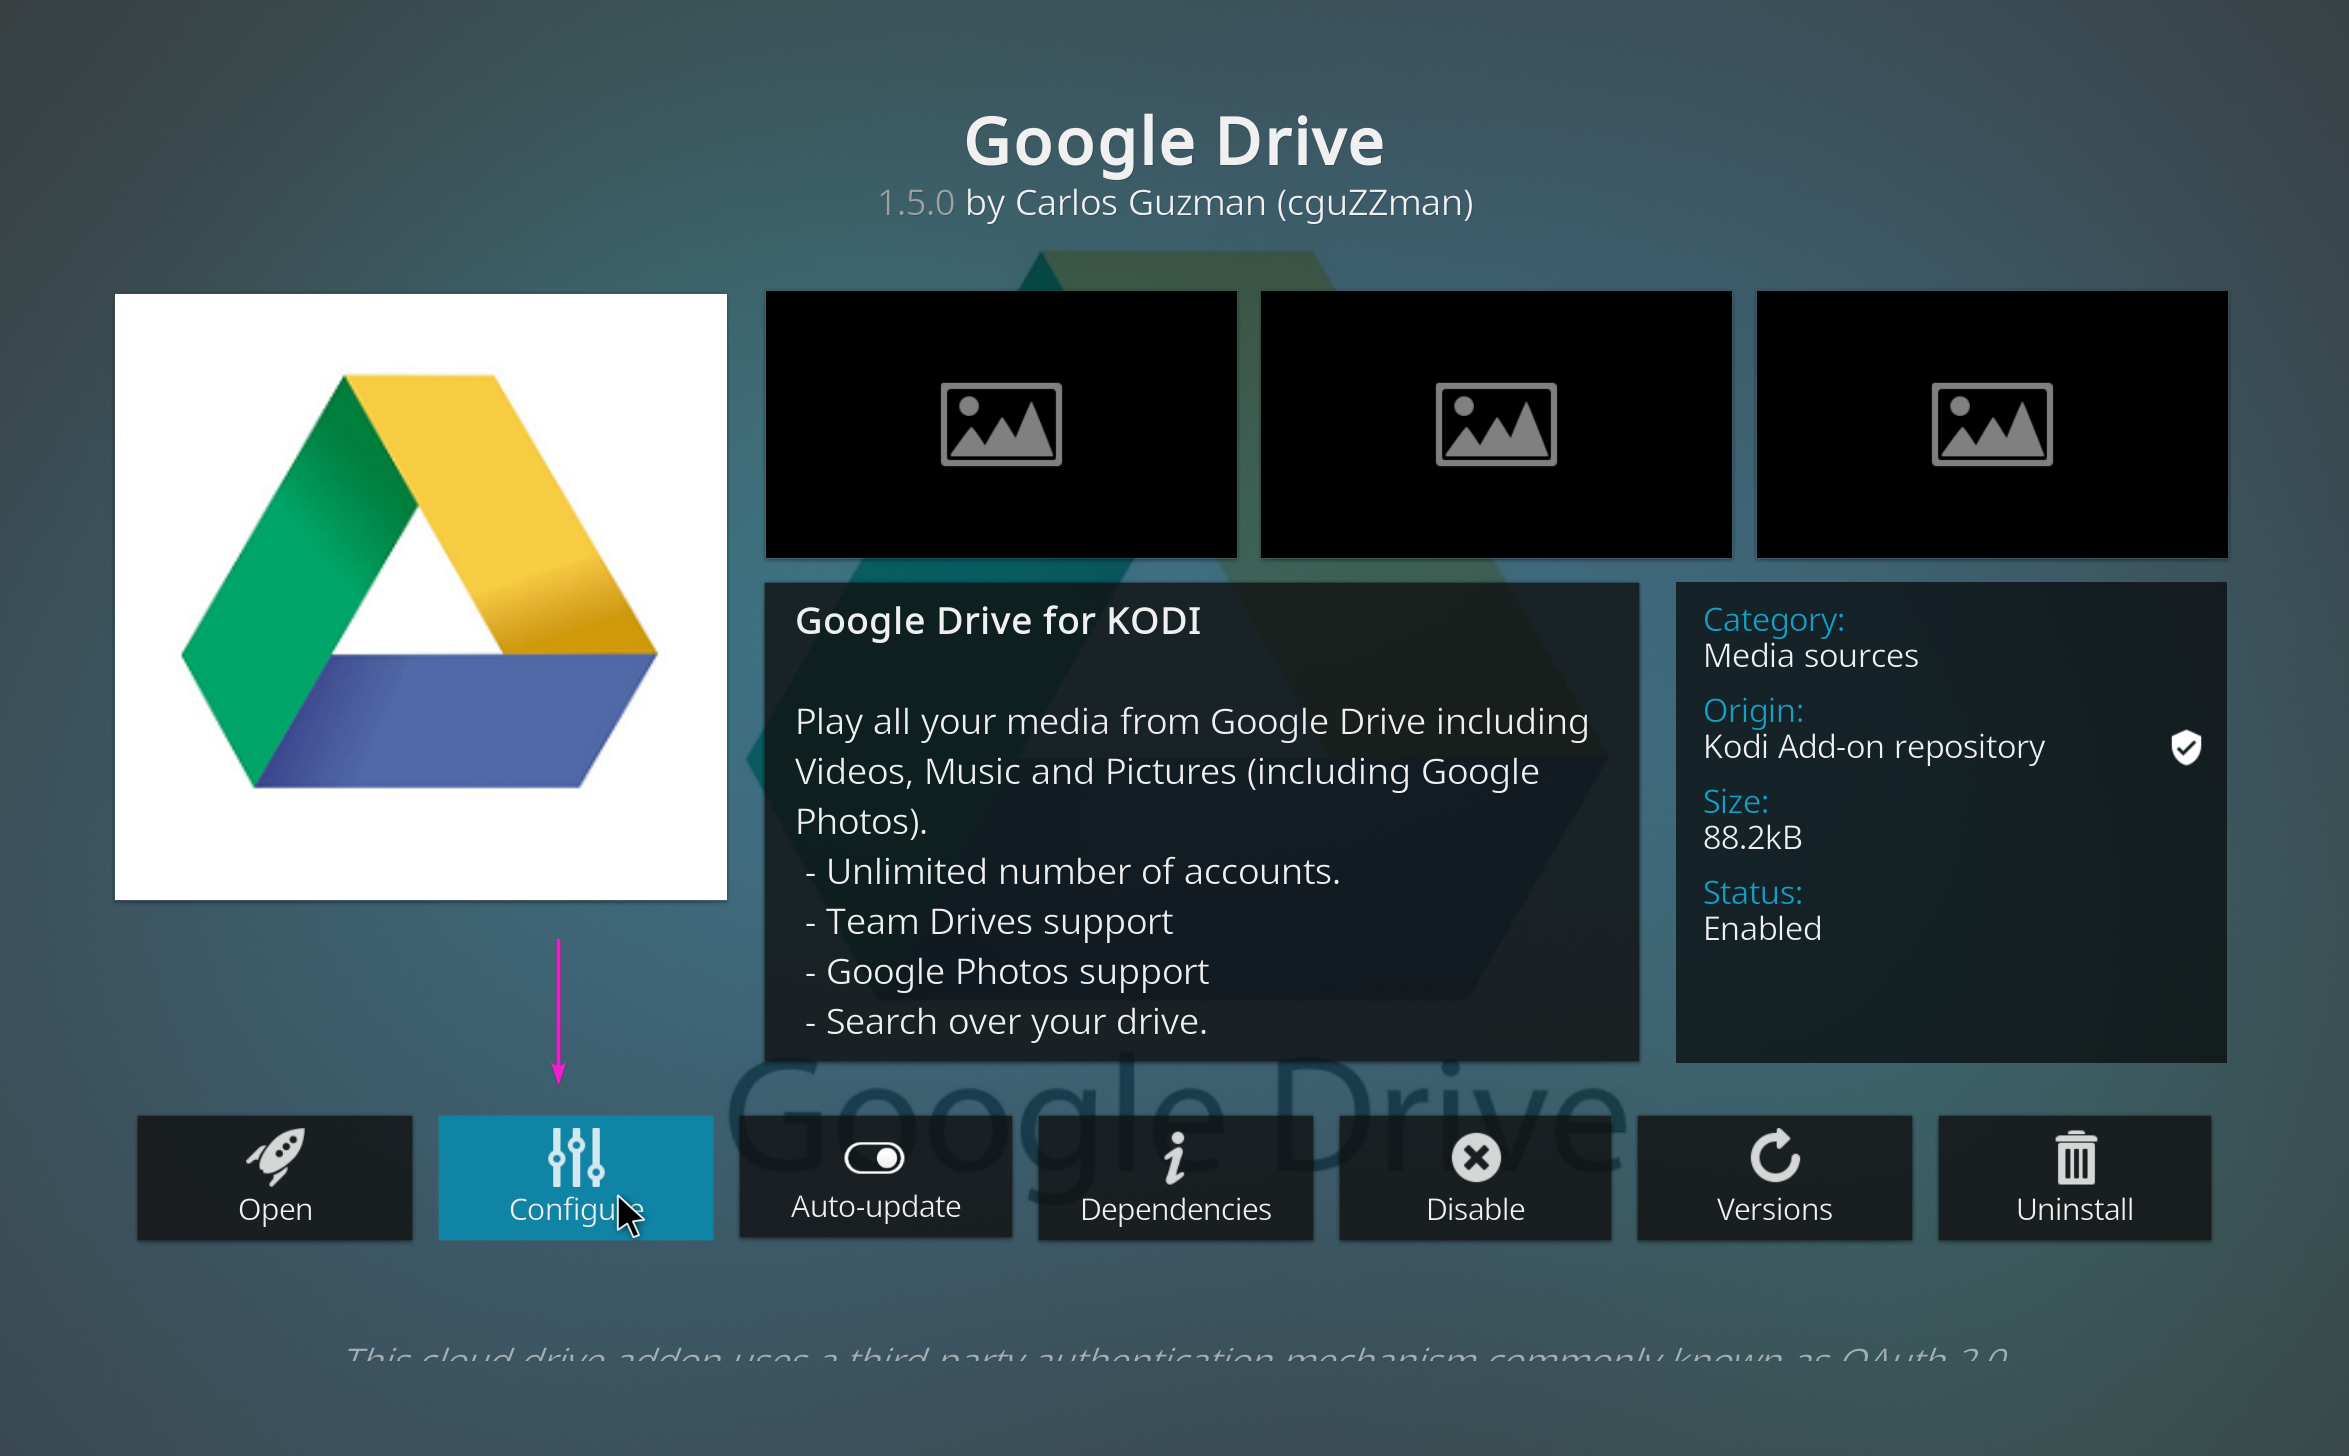 Google Drive
1.5.0 by Carlos Guzman (cguZZman)
Google Drive for KODI
Play all your media from Google Drive including
Videos, Music and Pictures (including Google
Photos).
- Unlimited number of accounts.
- Team Drives support
- Google Photos support
- Search over your drive.
Category:
Media sources
Origin:
Kodi Add-on repository
Size:
88.2kB
Status:
Enabled
Google Drive
Open
Configure
Auto-update
Dependencies
Disable
Versions
Uninstall
This cloud drive addon uses a third party authentication mechanism commonly known as OAuth 2.0